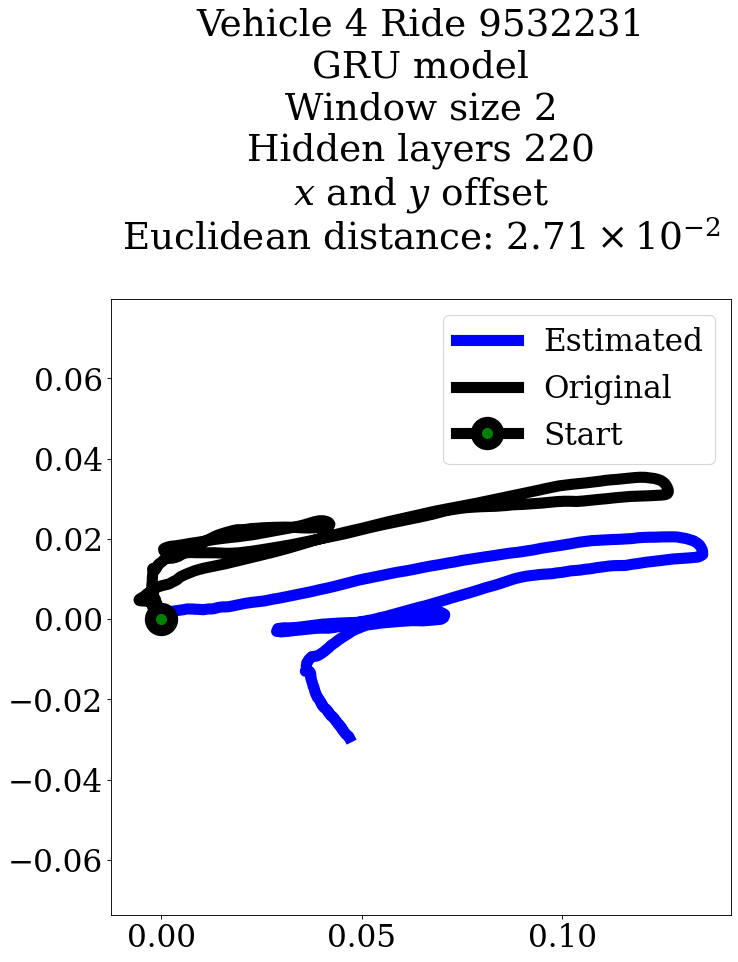 Vehicle 4 Ride 9532231
GRU model
Window size 2
Hidden layers 220
x and y offset
Euclidean distance: 2.71 × 10⁻²
Estimated
Original
Start
0.06
0.04
0.02
0.00
−0.02
−0.04
−0.06
0.00 0.05 0.10